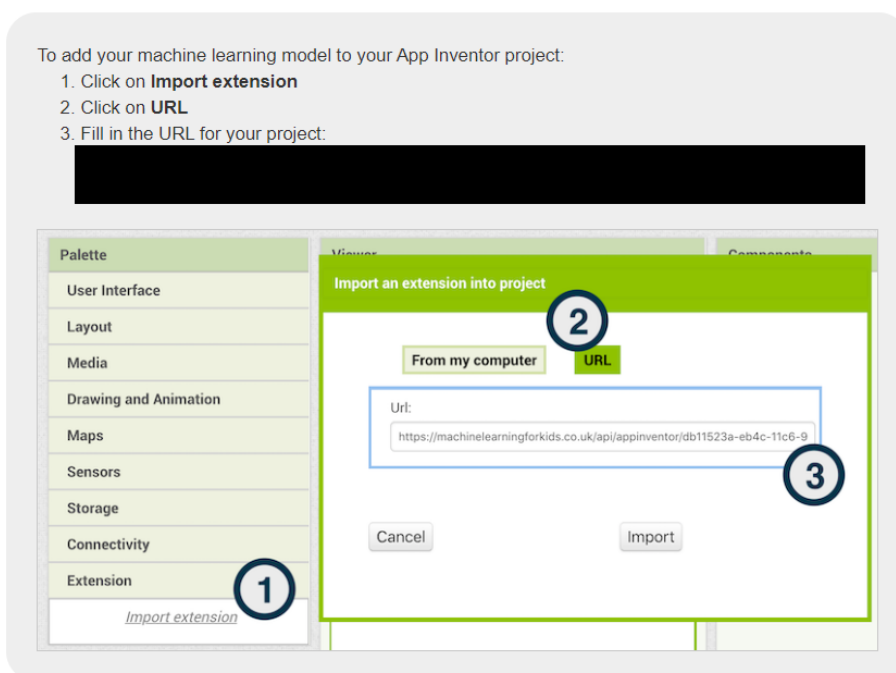 To add your machine learning model to your App Inventor project:
1. Click on Import extension
2. Click on URL
3. Fill in the URL for your project:
Palette
Viewer
Components
User Interface
Import an extension into project
Layout
2
Media
From my computer
URL
Drawing and Animation
Url:
Maps
https://machinelearningforkids.co.uk/api/appinventor/db11523a-eb4c-11c6-9
Sensors
3
Storage
Connectivity
Cancel
Import
Extension
1
Import extension